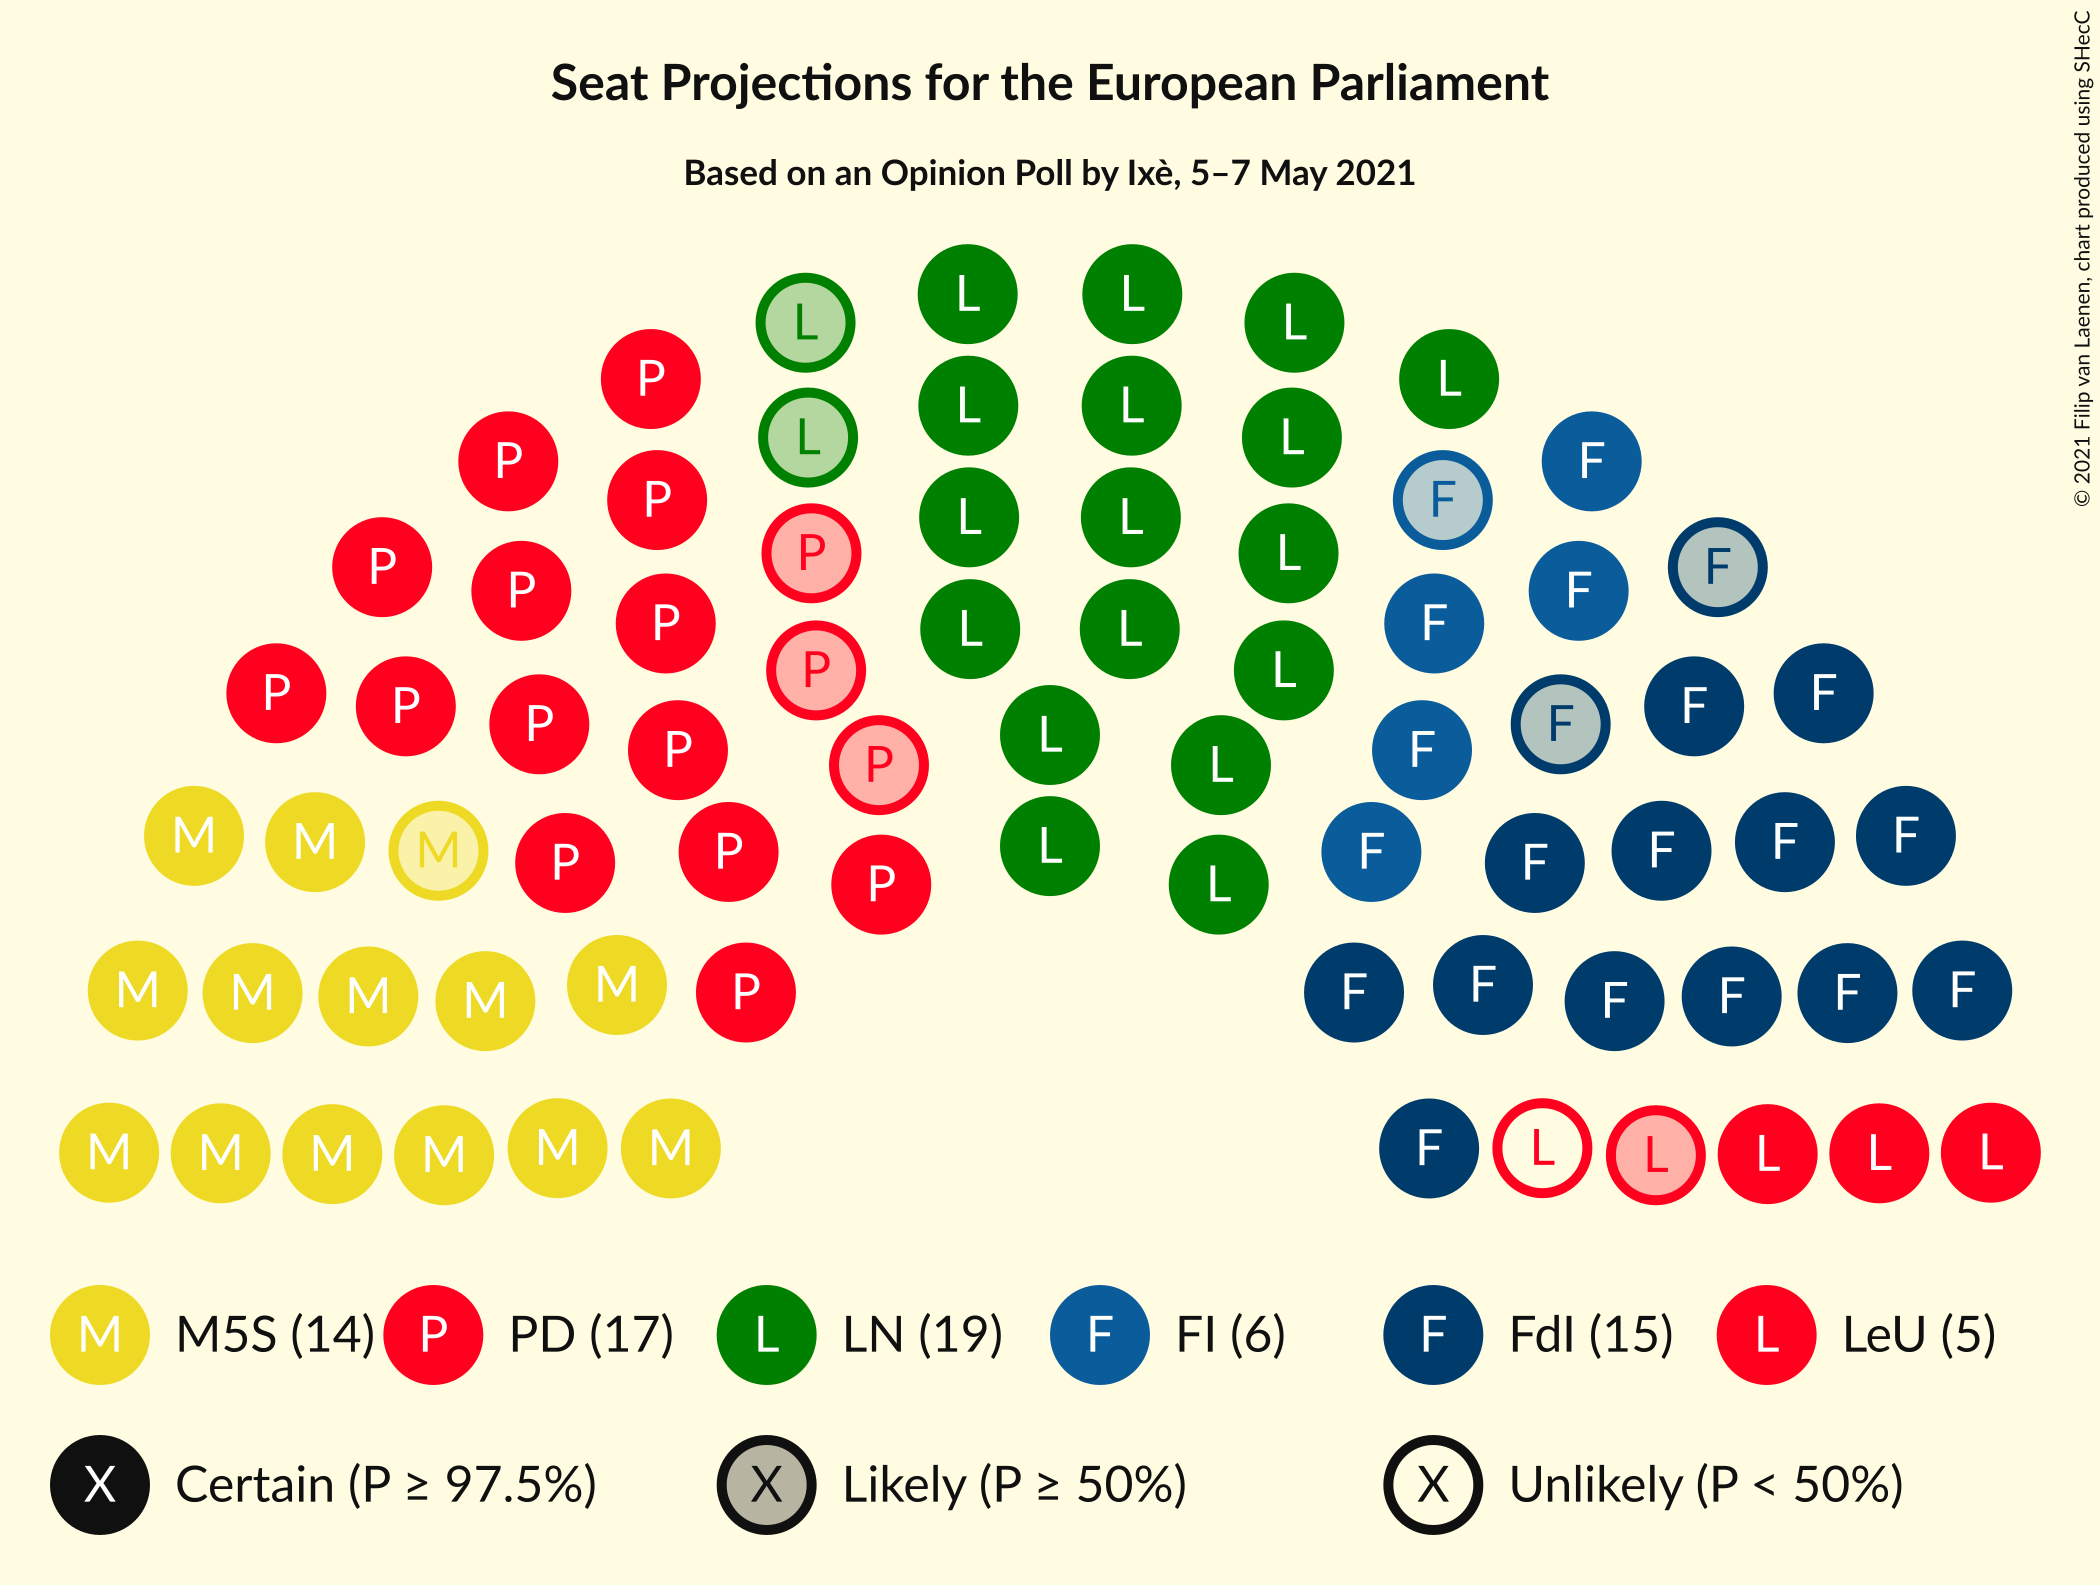 Seat Projections for the European Parliament
Based on an Opinion Poll by Ixè, 5–7 May 2021
© 2021 Filip van Laenen, chart produced using SHecC
L L
L L
P L
L L L
P F
L L
P P F
L L L L
P P F F
P P F
L L
P L
P P P F F F
P P F F
L
P L
M M M P P P L L F F F F F
M M M M M P F F F F F F
M M M M M M F L L L L L
M M5S (14) P PD (17) L LN (19) F FI (6) F FdI (15) L LeU (5)
X Certain (P ≥ 97.5%) X Likely (P ≥ 50%) X Unlikely (P < 50%)